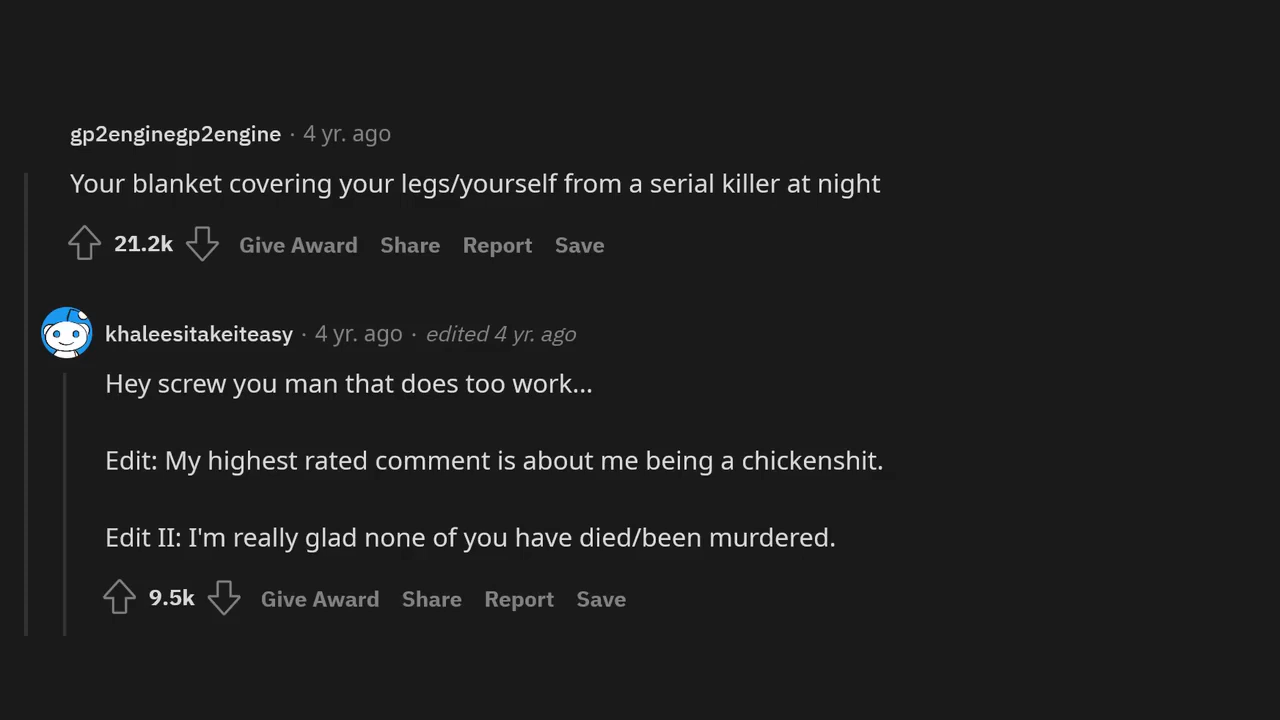 gp2enginegp2engine · 4 yr. ago
Your blanket covering your legs/yourself from a serial killer at night
21.2k Give Award Share Report Save
khaleesitakeiteasy · 4 yr. ago · edited 4 yr. ago
Hey screw you man that does too work...
Edit: My highest rated comment is about me being a chickenshit.
Edit II: I'm really glad none of you have died/been murdered.
9.5k Give Award Share Report Save